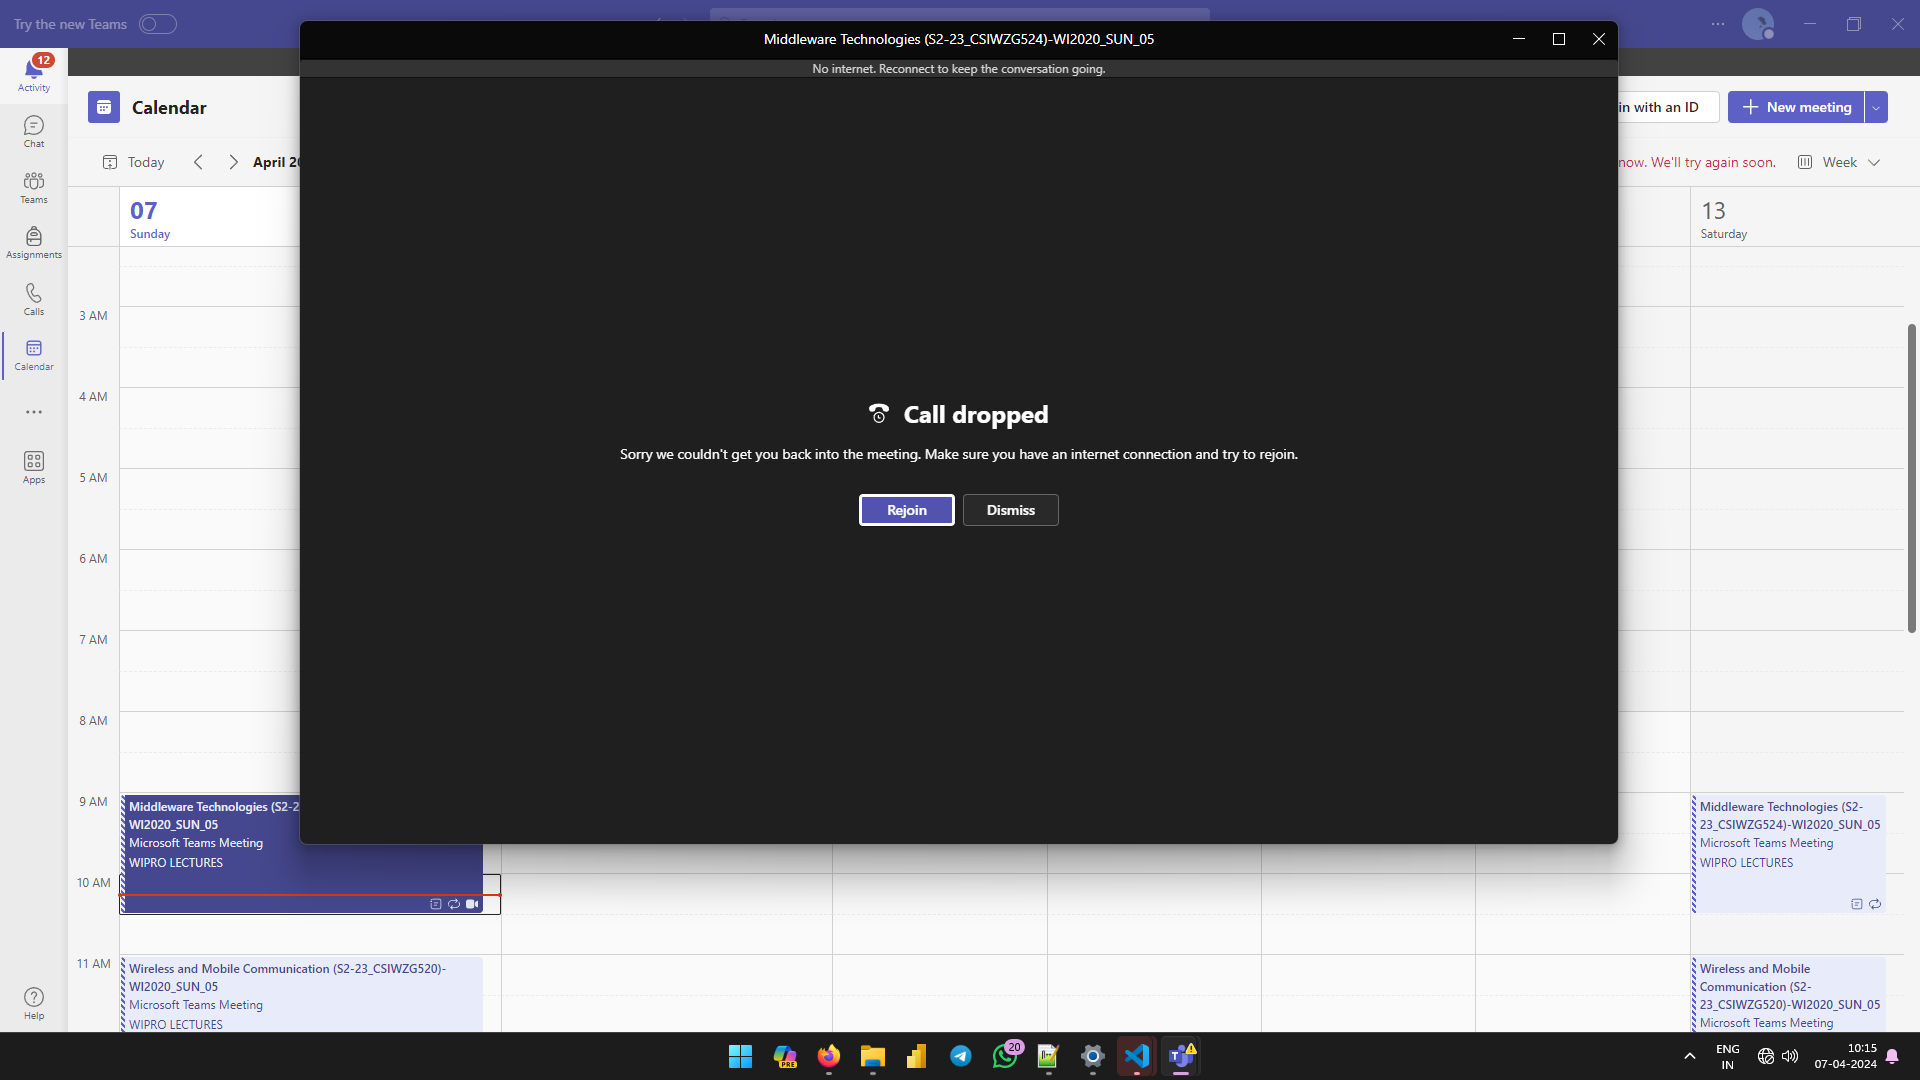 Try the new Teams
Middleware Technologies (S2-23_CSIWZG524)-WI2020_SUN_05
No internet. Reconnect to keep the conversation going.
12
Activity
Chat
Teams
Assignments
Calls
Calendar
Apps
Help
Calendar
in with an ID
New meeting
Today
April 20
now. We'll try again soon.
Week
07
Sunday
13
Saturday
3 AM
4 AM
5 AM
6 AM
7 AM
8 AM
9 AM
10 AM
11 AM
Call dropped
Sorry we couldn't get you back into the meeting. Make sure you have an internet connection and try to rejoin.
Rejoin
Dismiss
Middleware Technologies (S2-2
WI2020_SUN_05
Microsoft Teams Meeting
WIPRO LECTURES
Wireless and Mobile Communication (S2-23_CSIWZG520)-
WI2020_SUN_05
Microsoft Teams Meeting
WIPRO LECTURES
Middleware Technologies (S2-
23_CSIWZG524)-WI2020_SUN_05
Microsoft Teams Meeting
WIPRO LECTURES
Wireless and Mobile
Communication (S2-
23_CSIWZG520)-WI2020_SUN_05
Microsoft Teams Meeting
PRE
20
ENG
IN
10:15
07-04-2024